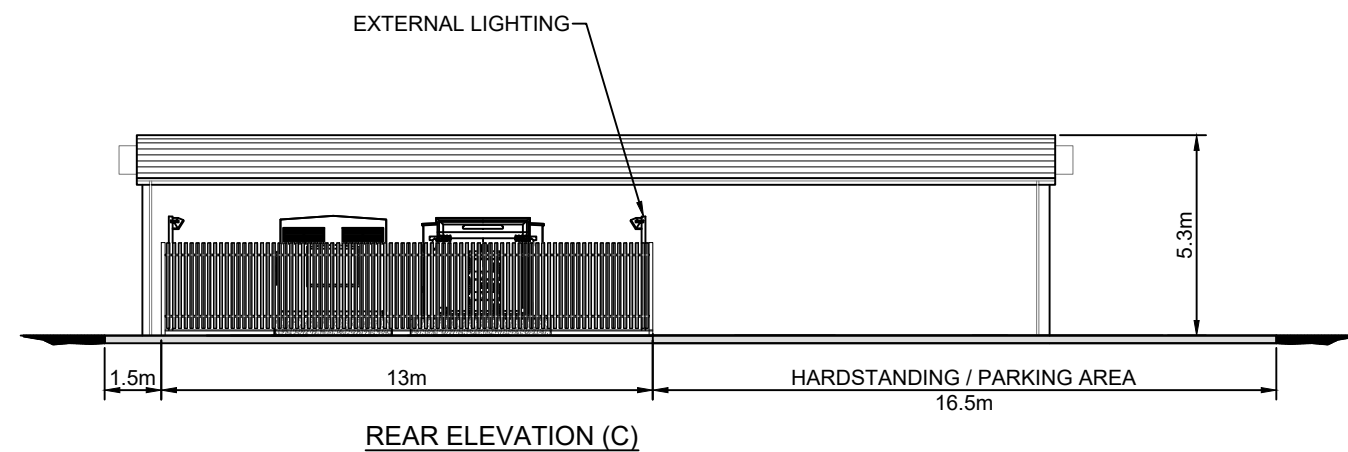 EXTERNAL LIGHTING
5.3m
1.5m
13m
HARDSTANDING / PARKING AREA
16.5m
REAR ELEVATION (C)